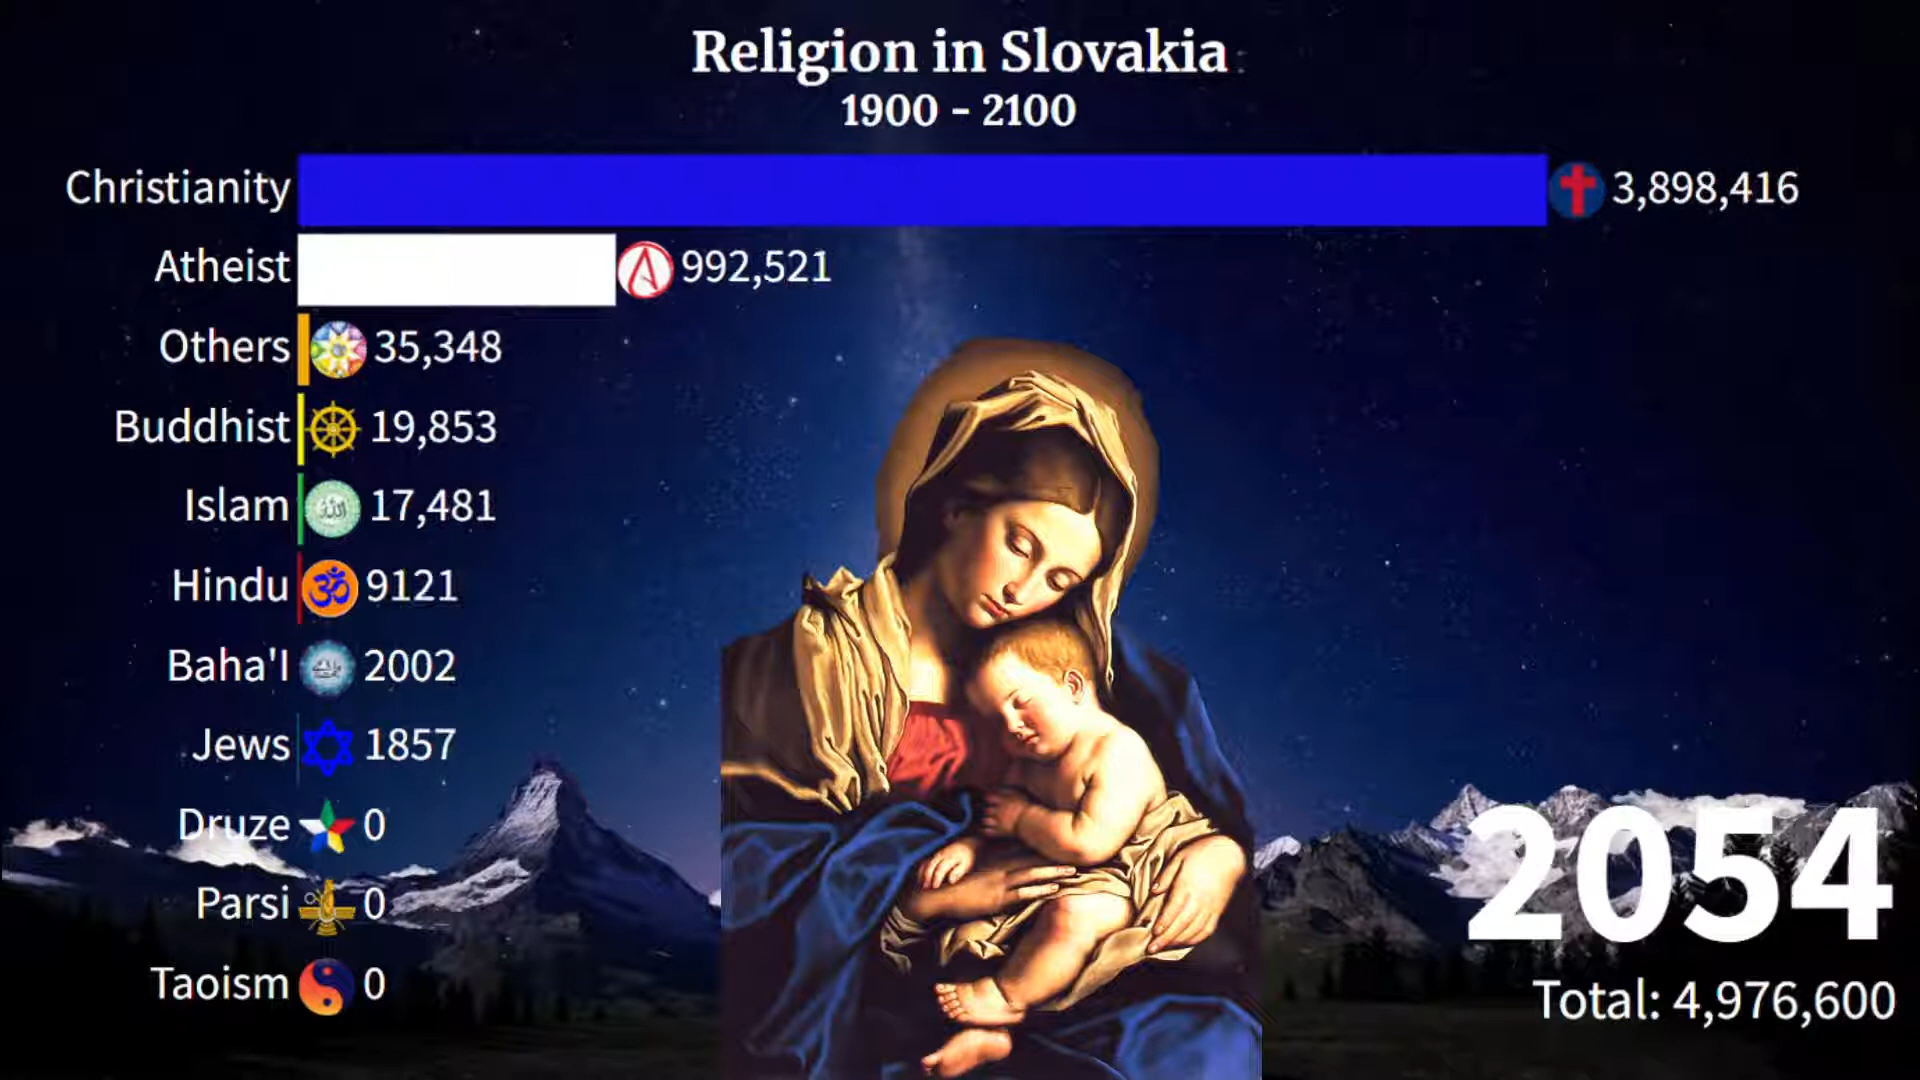 Religion in Slovakia
1900 - 2100
Christianity 3,898,416
Atheist 992,521
Others 35,348
Buddhist 19,853
Islam 17,481
Hindu 9121
Baha'I 2002
Jews 1857
Druze 0
Parsi 0
Taoism 0
2054
Total: 4,976,600